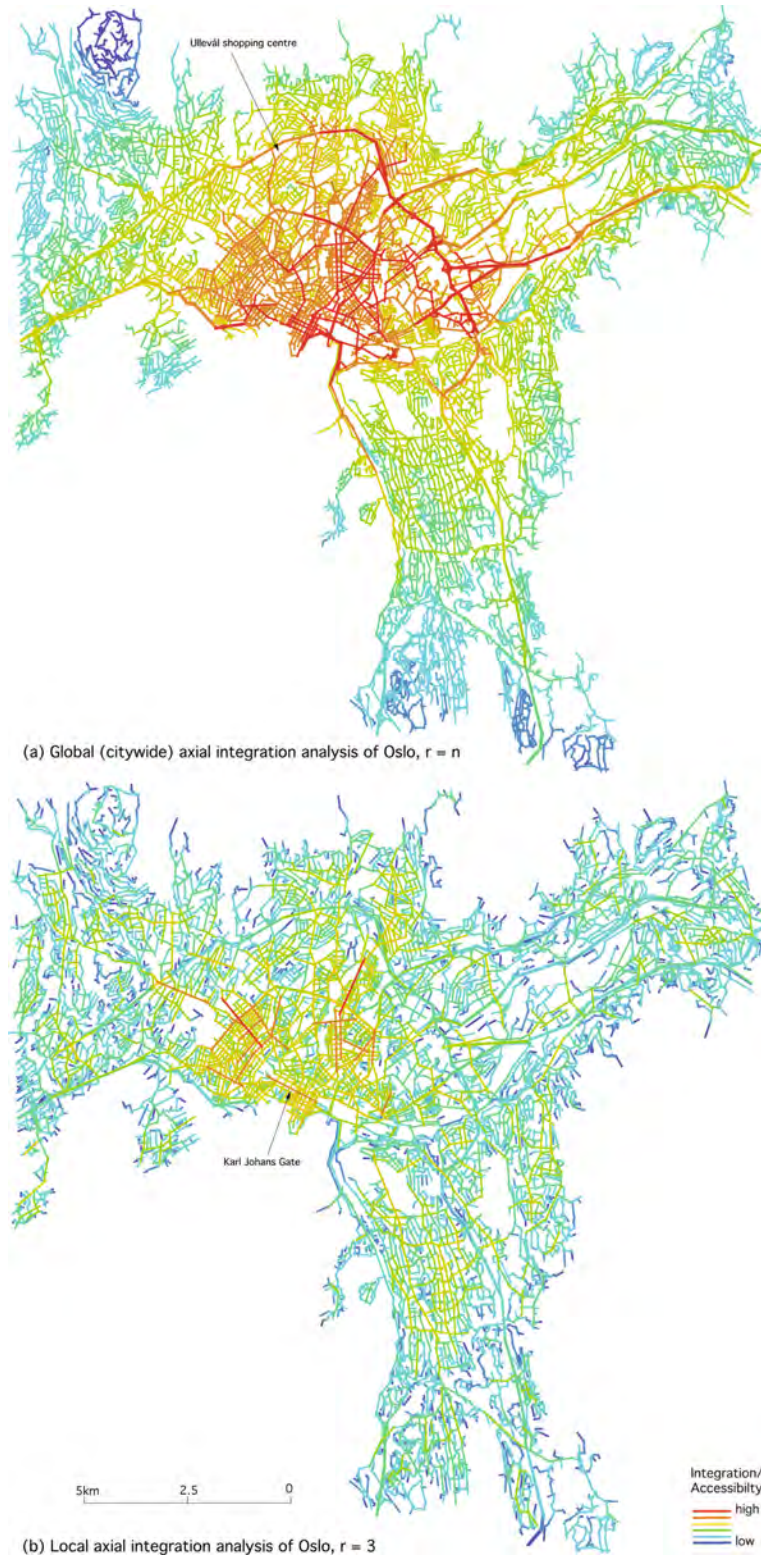 Ullevål shopping centre
(a) Global (citywide) axial integration analysis of Oslo, r = n
Karl Johans Gate
5km 2.5 0
Integration/
Accessibilty
high
low
(b) Local axial integration analysis of Oslo, r = 3